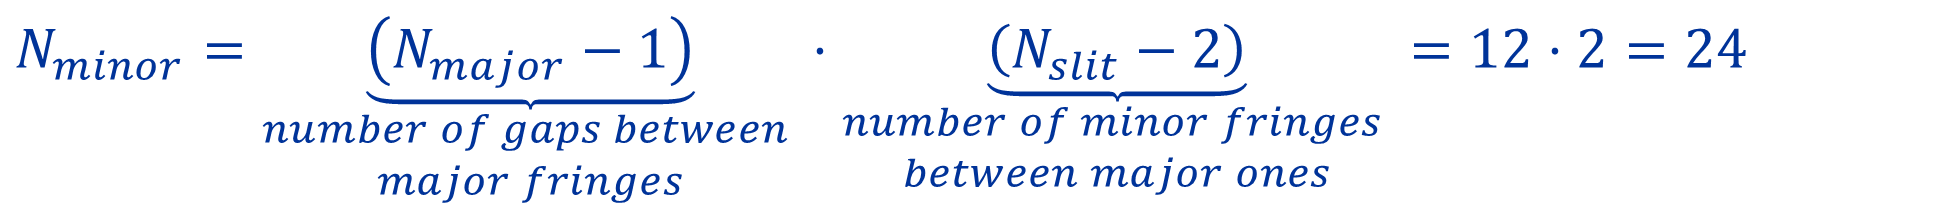 N_minor = (N_major − 1) · (N_slit − 2) = 12 · 2 = 24
number of gaps between major fringes
number of minor fringes between major ones